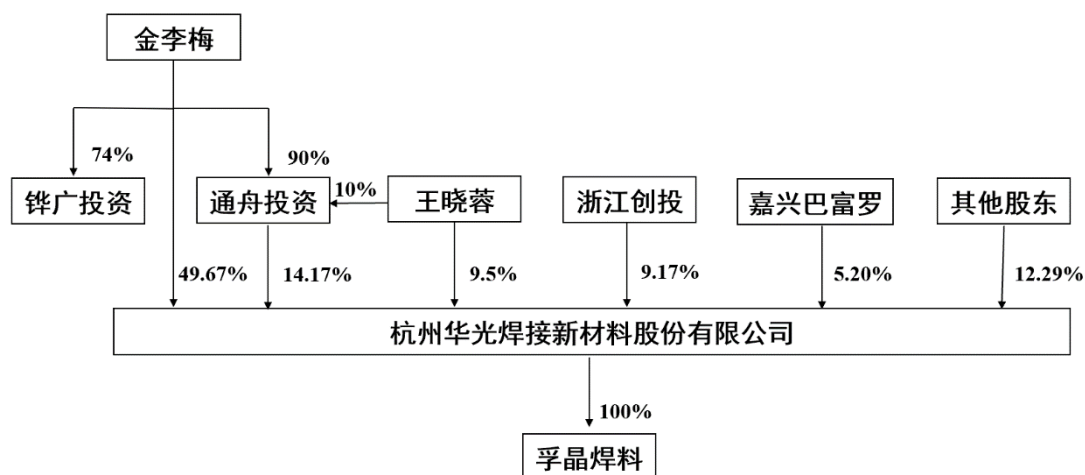 金李梅
74%
90%
10%
铧广投资
通舟投资
王晓蓉
浙江创投
嘉兴巴富罗
其他股东
49.67%
14.17%
9.5%
9.17%
5.20%
12.29%
杭州华光焊接新材料股份有限公司
100%
孚晶焊料